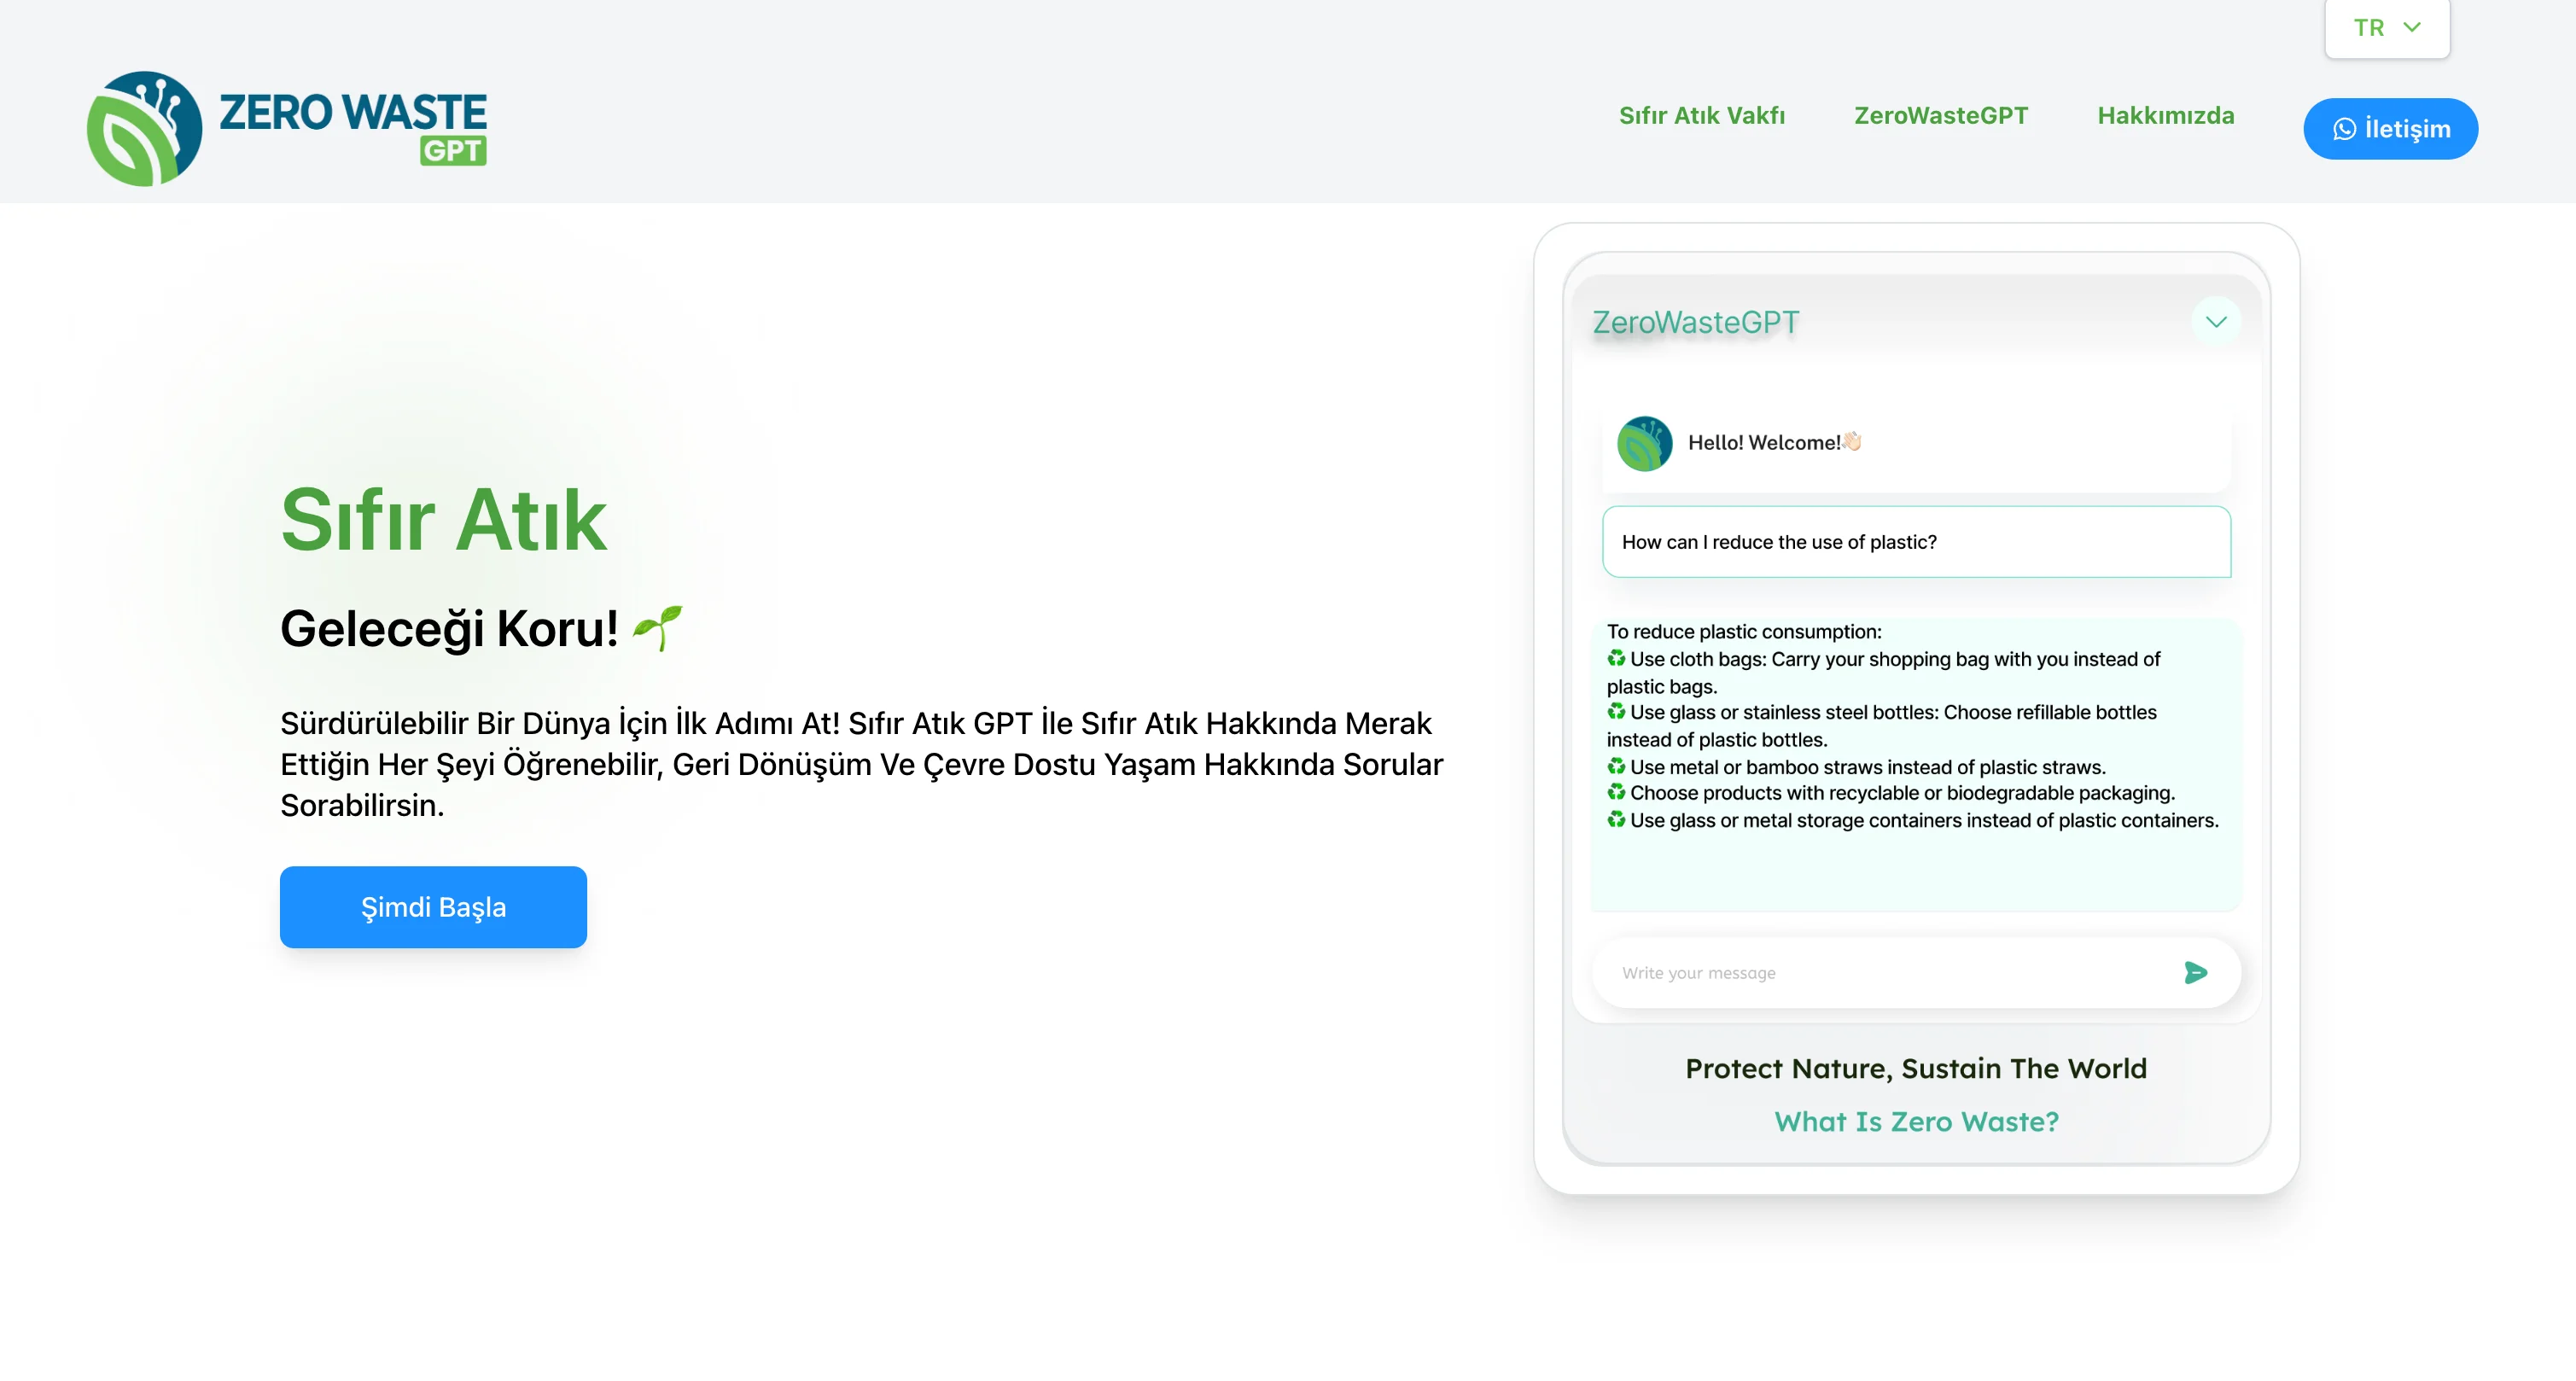 TR
ZERO WASTE
GPT
Sıfır Atık Vakfı
ZeroWasteGPT
Hakkımızda
İletişim
Sıfır Atık
Geleceği Koru! 🌱
Sürdürülebilir Bir Dünya İçin İlk Adımı At! Sıfır Atık GPT İle Sıfır Atık Hakkında Merak
Ettiğin Her Şeyi Öğrenebilir, Geri Dönüşüm Ve Çevre Dostu Yaşam Hakkında Sorular
Sorabilirsin.
Şimdi Başla
ZeroWasteGPT
Hello! Welcome!👋🏻
How can I reduce the use of plastic?
To reduce plastic consumption:
♻️ Use cloth bags: Carry your shopping bag with you instead of
plastic bags.
♻️ Use glass or stainless steel bottles: Choose refillable bottles
instead of plastic bottles.
♻️ Use metal or bamboo straws instead of plastic straws.
♻️ Choose products with recyclable or biodegradable packaging.
♻️ Use glass or metal storage containers instead of plastic containers.
Write your message
Protect Nature, Sustain The World
What Is Zero Waste?